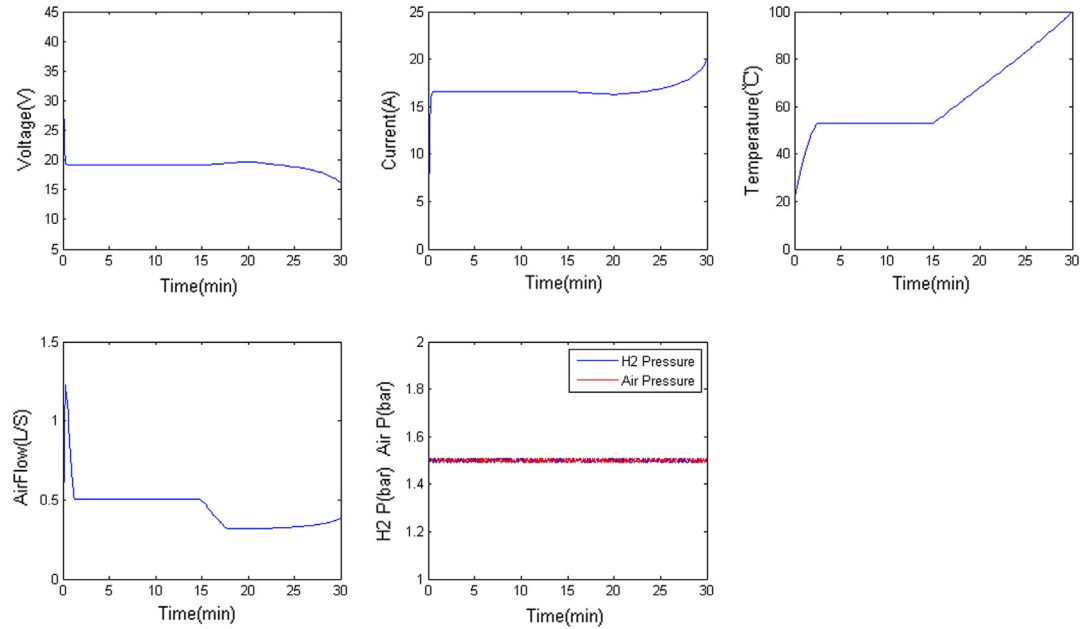 45
40
35
30
25
20
15
10
5
0 5 10 15 20 25 30
Voltage(V)
Time(min)
25
20
15
10
5
0
0 5 10 15 20 25 30
Current(A)
Time(min)
100
80
60
40
20
0
0 5 10 15 20 25 30
Temperature(℃)
Time(min)
1.5
1
0.5
0
0 5 10 15 20 25 30
AirFlow(L/S)
Time(min)
2
1.8
1.6
1.4
1.2
1
0 5 10 15 20 25 30
H2 P(bar) Air P(bar)
Time(min)
H2 Pressure
Air Pressure